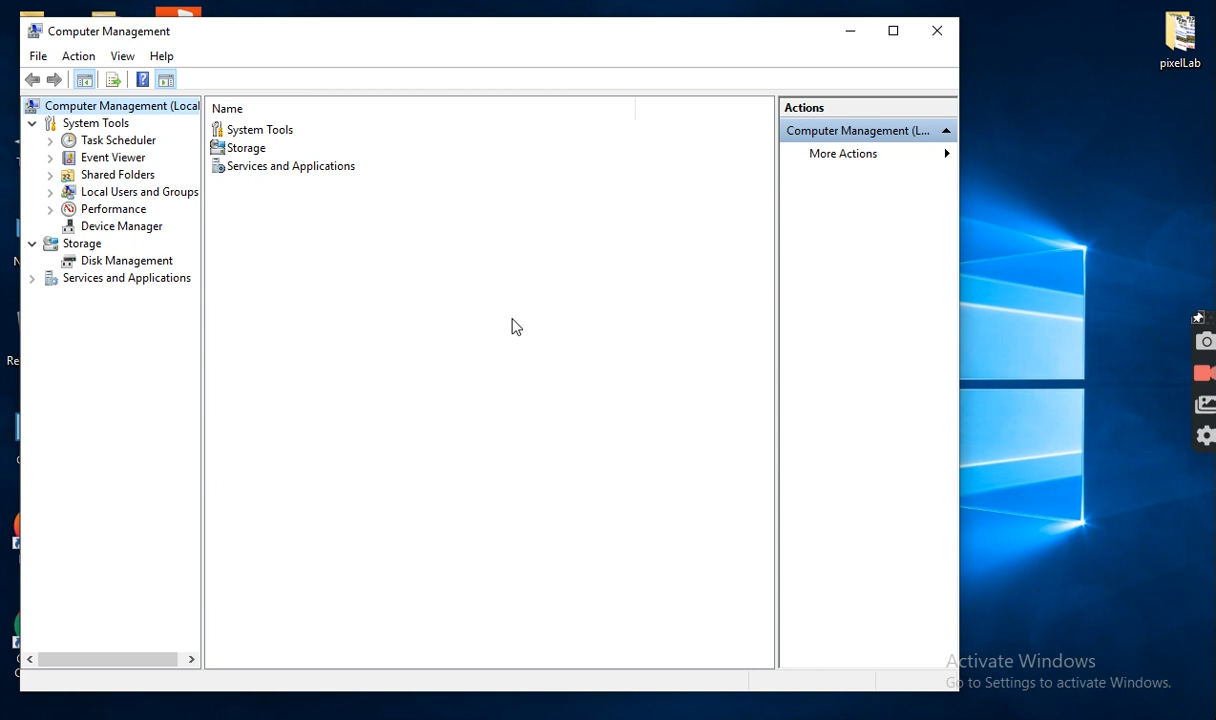 Computer Management
File Action View Help
Computer Management (Local
System Tools
Task Scheduler
Event Viewer
Shared Folders
Local Users and Groups
Performance
Device Manager
Storage
Disk Management
Services and Applications
Name
System Tools
Storage
Services and Applications
Actions
Computer Management (L...
More Actions
pixelLab
Re
Activate Windows
Go to Settings to activate Windows.